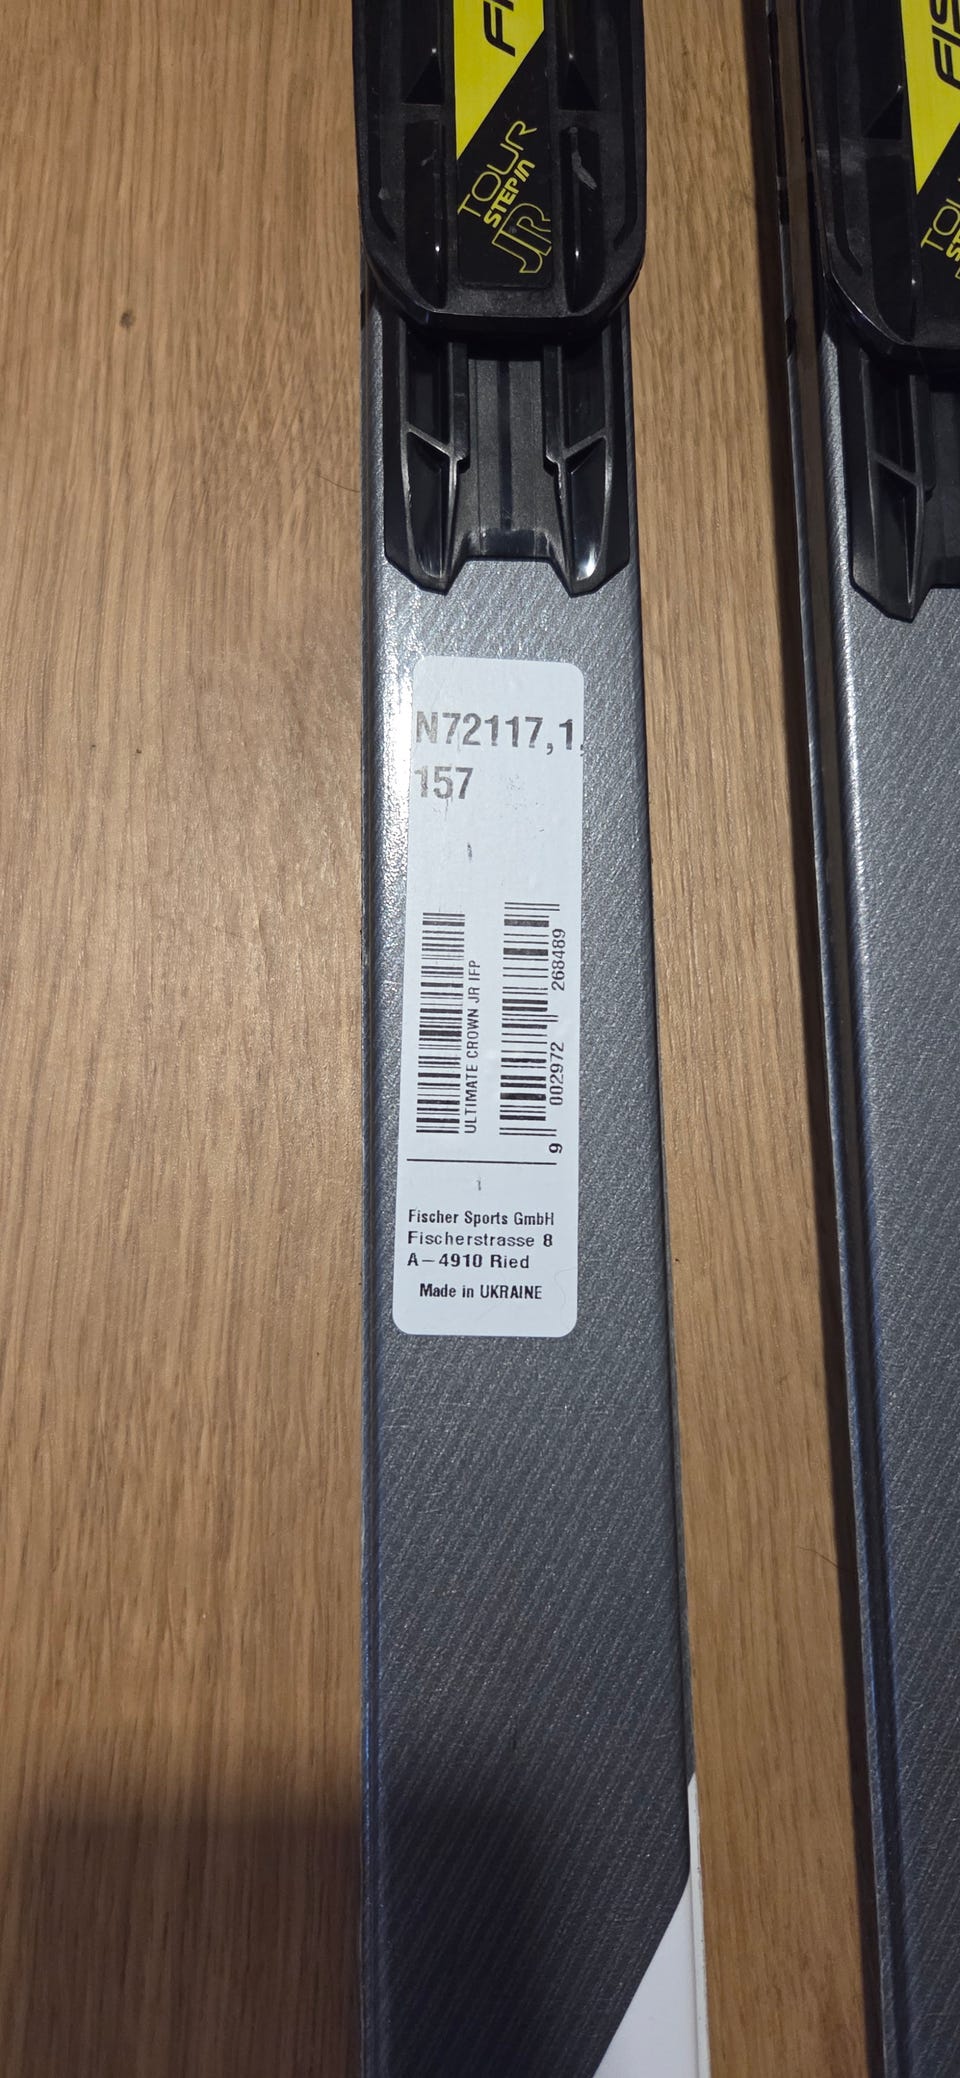 TOUR
STEP IN
JR
N72117,1,
157
ULTIMATE CROWN JR IFP
9 002972 268489
Fischer Sports GmbH
Fischerstrasse 8
A-4910 Ried
Made in UKRAINE